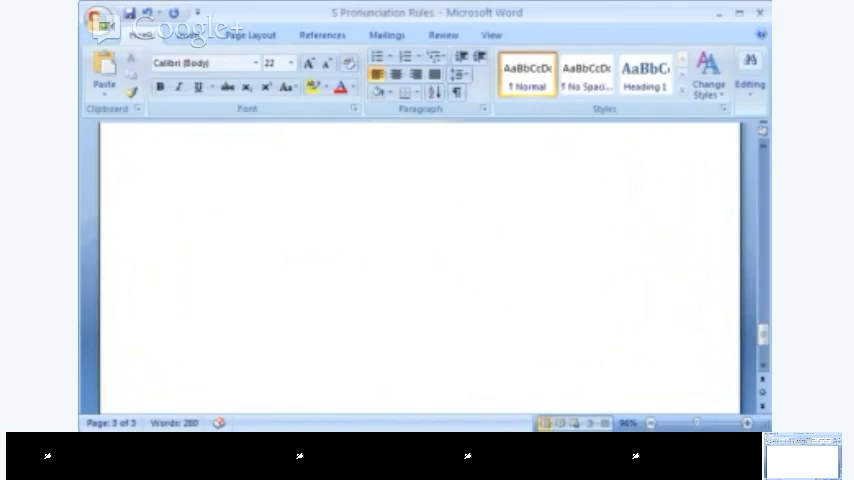 S Pronunciation Rules - Microsoft Word
Google+
Page Layout
References
Mailings
Review
View
Calibri (Body)
22
AaBbCcDc
AaBbCcDc
AaBbC
Paste
Change
Styles
Editing
¶ Normal
¶ No Spaci...
Heading 1
Clipboard
Font
Paragraph
Styles
Page: 3 of 3
Words: 280
96%